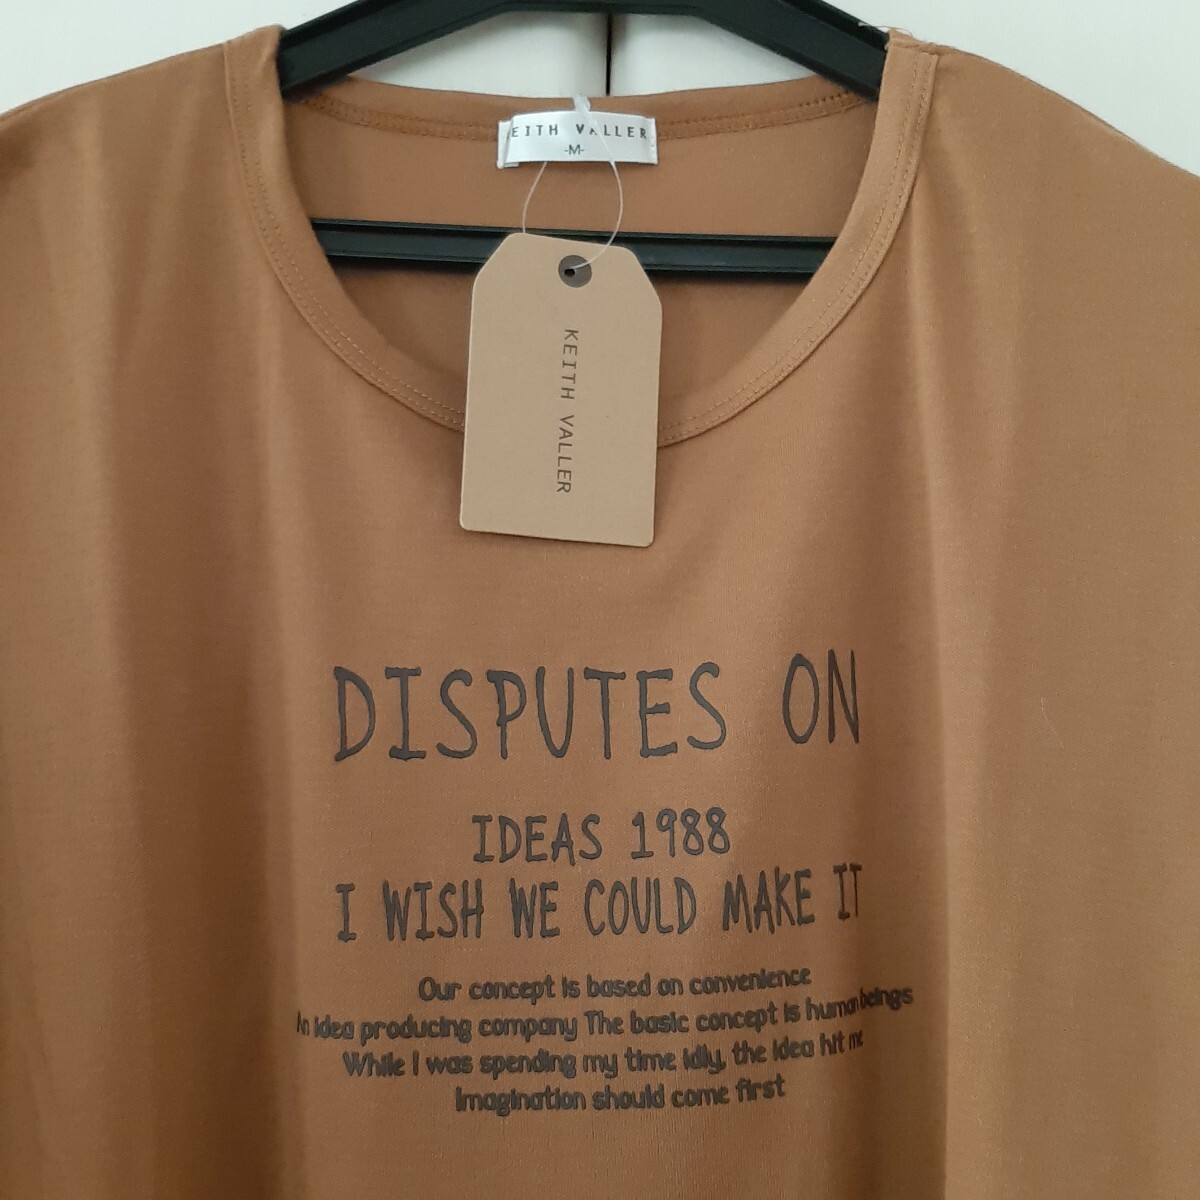 KEITH VALLER
-M-
KEITH VALLER
DISPUTES ON
IDEAS 1988
I WISH WE COULD MAKE IT
Our concept is based on convenience
An idea producing company The basic concept is human beings
While I was spending my time idly, the idea hit me
Imagination should come first